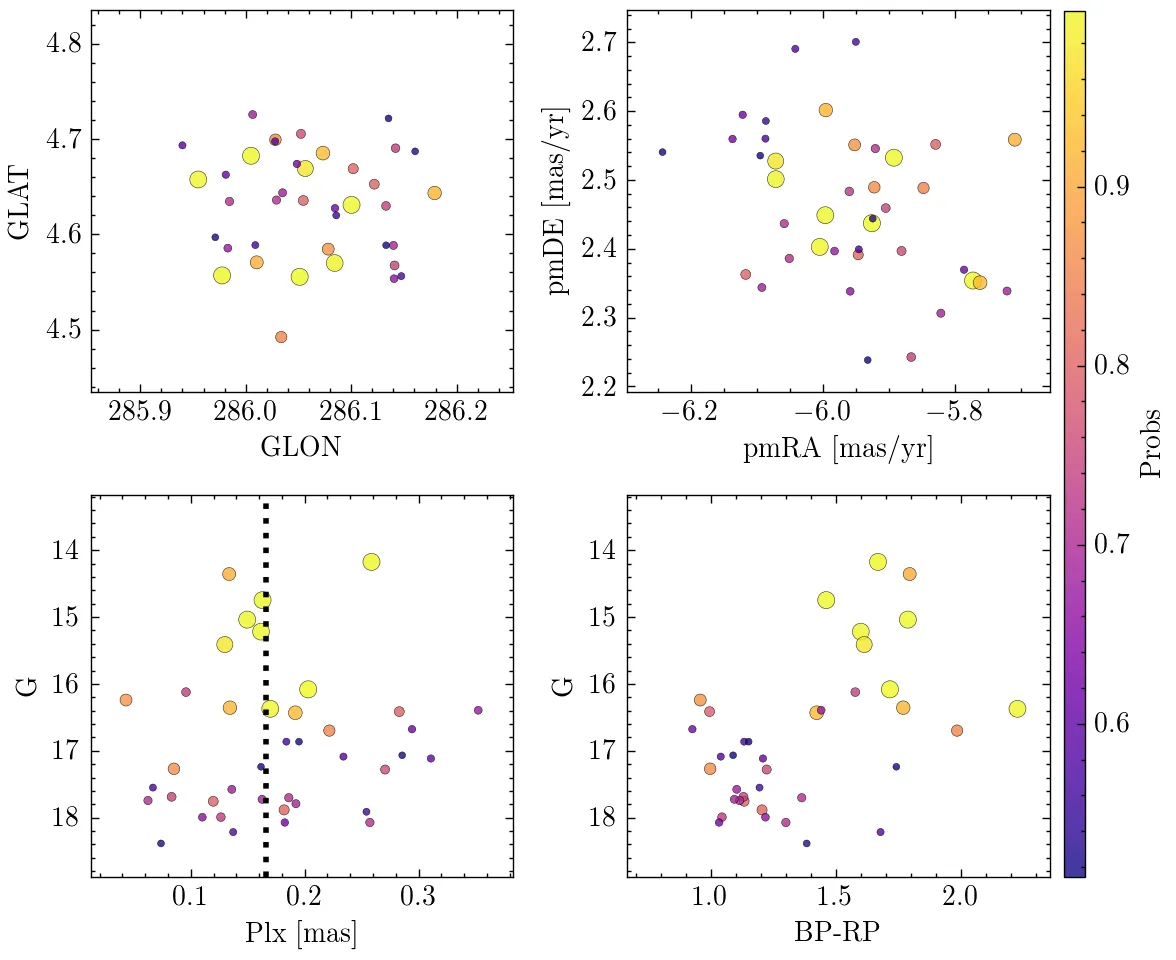 4.8
4.7
4.6
4.5
GLAT
285.9 286.0 286.1 286.2
GLON
2.7
2.6
2.5
2.4
2.3
2.2
pmDE [mas/yr]
−6.2 −6.0 −5.8
pmRA [mas/yr]
14
15
16
17
18
G
0.1 0.2 0.3
Plx [mas]
14
15
16
17
18
G
1.0 1.5 2.0
BP-RP
0.9
0.8
0.7
0.6
Probs